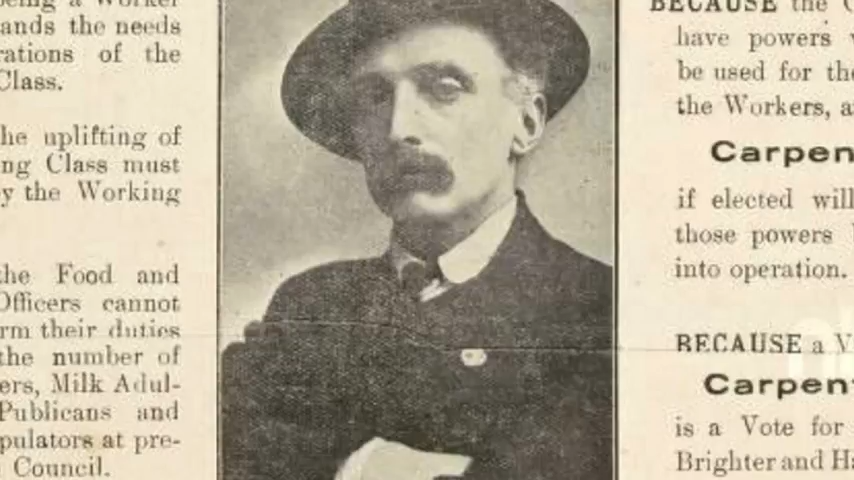 being a Worker
ands the needs
rations of the
Class.
he uplifting of
ng Class must
y the Working
the Food and
Officers cannot
rm their duties
the number of
ers, Milk Adul-
Publicans and
pulators at pre-
Council.
BECAUSE the C
have powers w
be used for the
the Workers, a
Carpen
if elected will
those powers
into operation.
BECAUSE a V
Carpent
is a Vote for
Brighter and Ha